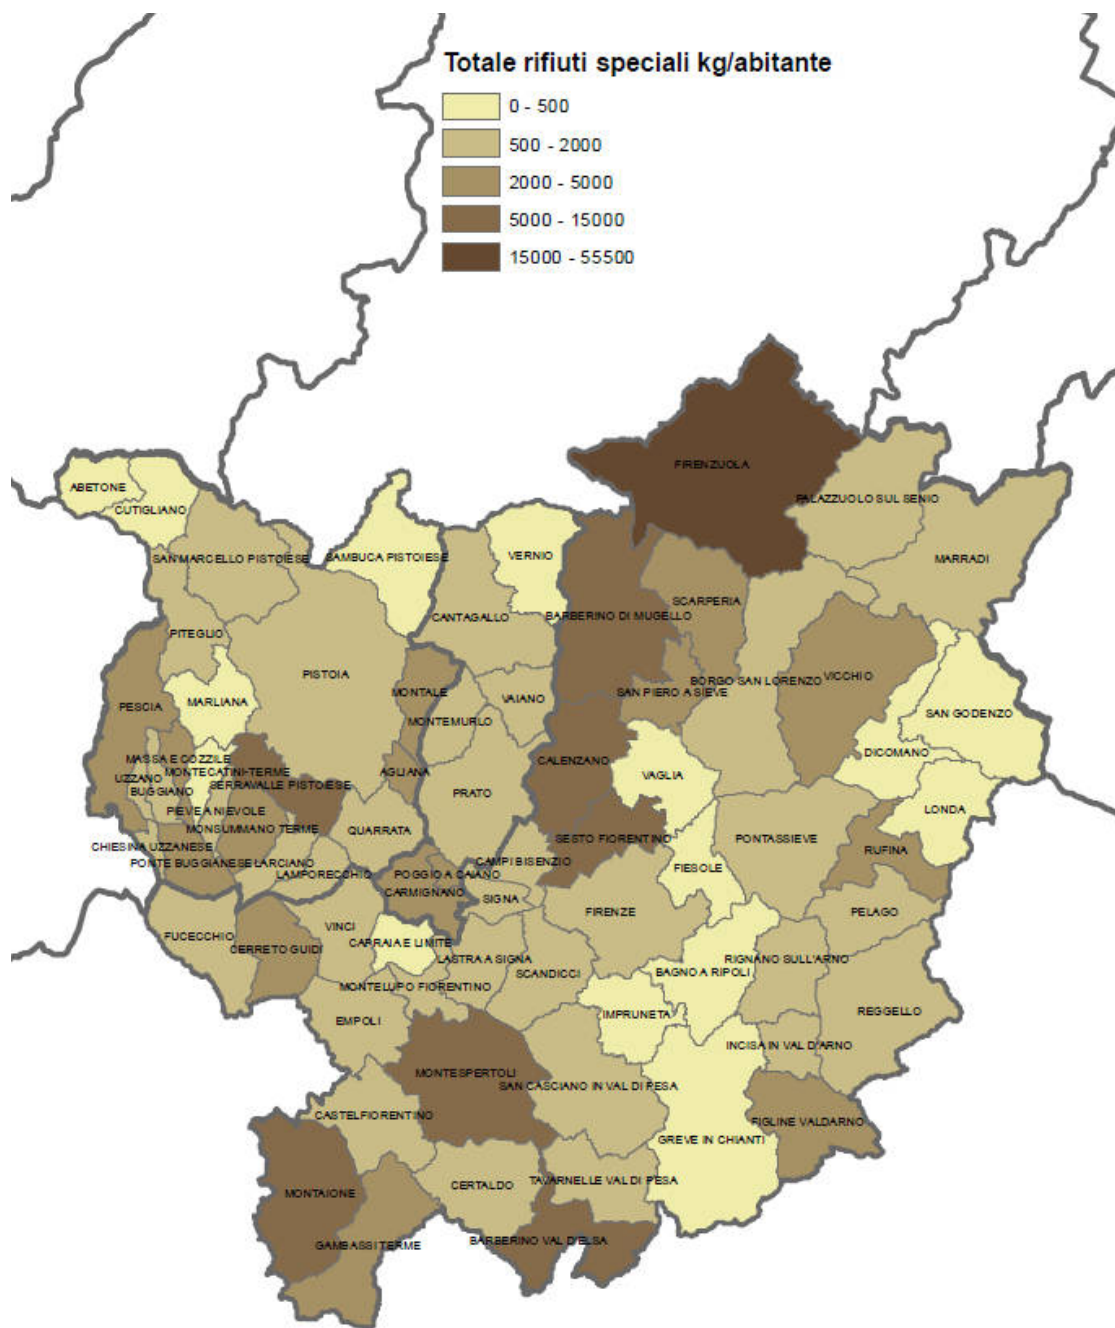 Totale rifiuti speciali kg/abitante
0 - 500
500 - 2000
2000 - 5000
5000 - 15000
15000 - 55500
FIRENZUOLA
ABETONE
CUTIGLIANO
PALAZZUOLO SUL SENIO
SAN MARCELLO PISTOIESE
SAMBUCA PISTOIESE
VERNIO
MARRADI
SCARPERIA
CANTAGALLO
BARBERINO DI MUGELLO
PITEGLIO
PISTOIA
BORGO SAN LORENZO
VICCHIO
MONTALE
VAIANO
SAN PIERO A SIEVE
MARLIANA
PESCIA
SAN GODENZO
MONTEMURLO
DICOMANO
MASSA E COZZILE
CALENZANO
UZZANO
MONTECATINI-TERME
AGLIANA
VAGLIA
BUGGIANO
SERRAVALLE PISTOIESE
PRATO
PIEVE A NIEVOLE
LONDA
MONSUMMANO TERME
QUARRATA
SESTO FIORENTINO
PONTASSIEVE
CHIESINA UZZANESE
RUFINA
PONTE BUGGIANESE
LARCIANO
CAMPI BISENZIO
FIESOLE
LAMPORECCHIO
POGGIO A CAIANO
CARMIGNANO
SIGNA
FIRENZE
PELAGO
VINCI
FUCECCHIO
CERRETO GUIDI
CAPRAIA E LIMITE
LASTRA A SIGNA
SCANDICCI
BAGNO A RIPOLI
RIGNANO SULL'ARNO
MONTELUPO FIORENTINO
REGGELLO
IMPRUNETA
EMPOLI
INCISA IN VAL D'ARNO
MONTESPERTOLI
SAN CASCIANO IN VAL DI PESA
CASTELFIORENTINO
FIGLINE VALDARNO
GREVE IN CHIANTI
TAVARNELLE VAL DI PESA
CERTALDO
MONTAIONE
BARBERINO VAL D'ELSA
GAMBASSI TERME